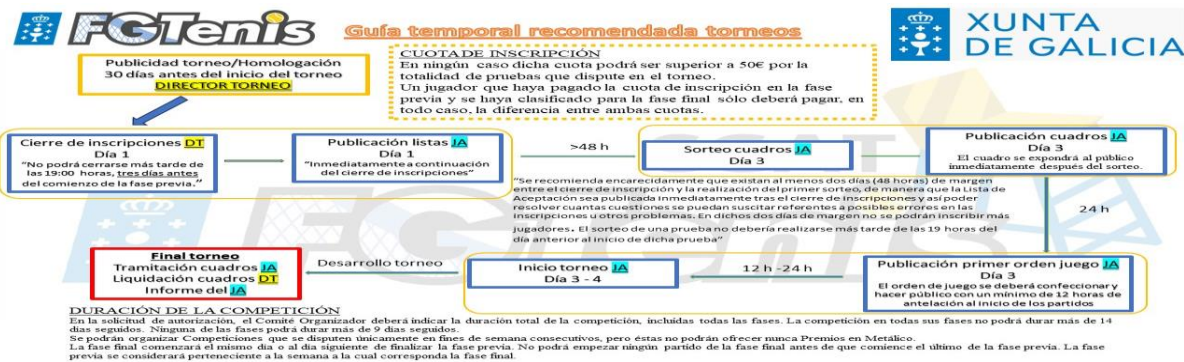 FGTenis
Guía temporal recomendada torneos
XUNTA
DE GALICIA
Publicidad torneo/Homologación
30 días antes del inicio del torneo
DIRECTOR TORNEO
CUOTA DE INSCRIPCIÓN
En ningún caso dicha cuota podrá ser superior a 50€ por la
totalidad de pruebas que dispute en el torneo.
Un jugador que haya pagado la cuota de inscripción en la fase
previa y se haya clasificado para la fase final sólo deberá pagar, en
todo caso, la diferencia entre ambas cuotas.
Cierre de inscripciones DT
Día 1
"No podrá cerrarse más tarde de
las 19:00 horas, tres días antes
del comienzo de la fase previa."
Publicación listas JA
Día 1
"Inmediatamente a continuación
del cierre de inscripciones"
>48 h
Sorteo cuadros JA
Día 3
Publicación cuadros JA
Día 3
El cuadro se expondrá al público
inmediatamente después del sorteo.
"Se recomienda encarecidamente que existan al menos dos días (48 horas) de margen
entre el cierre de inscripción y la realización del primer sorteo, de manera que la Lista de
Aceptación sea publicada inmediatamente tras el cierre de inscripciones y así poder
resolver cuantas cuestiones se puedan suscitar referentes a posibles errores en las
inscripciones u otros problemas. En dichos dos días de margen no se podrán inscribir más
jugadores. El sorteo de una prueba no debería realizarse más tarde de las 19 horas del
día anterior al inicio de dicha prueba"
24 h
Final torneo
Tramitación cuadros JA
Liquidación cuadros DT
Informe del JA
Desarrollo torneo
Inicio torneo JA
Día 3 - 4
12 h -24 h
Publicación primer orden juego JA
Día 3
El orden de juego se deberá confeccionar y
hacer público con un mínimo de 12 horas de
antelación al inicio de los partidos
DURACIÓN DE LA COMPETICIÓN
En la solicitud de autorización, el Comité Organizador deberá indicar la duración total de la competición, incluidas todas las fases. La competición en todas sus fases no podrá durar más de 14
días seguidos. Ninguna de las fases podrá durar más de 9 días seguidos.
Se podrán organizar Competiciones que se disputen únicamente en fines de semana consecutivos, pero éstas no podrán ofrecer nunca Premios en Metálico.
La fase final comenzará el mismo día o al día siguiente de finalizar la fase previa. No podrá empezar ningún partido de la fase final antes de que comience el último de la fase previa. La fase
previa se considerará perteneciente a la semana a la cual corresponda la fase final.